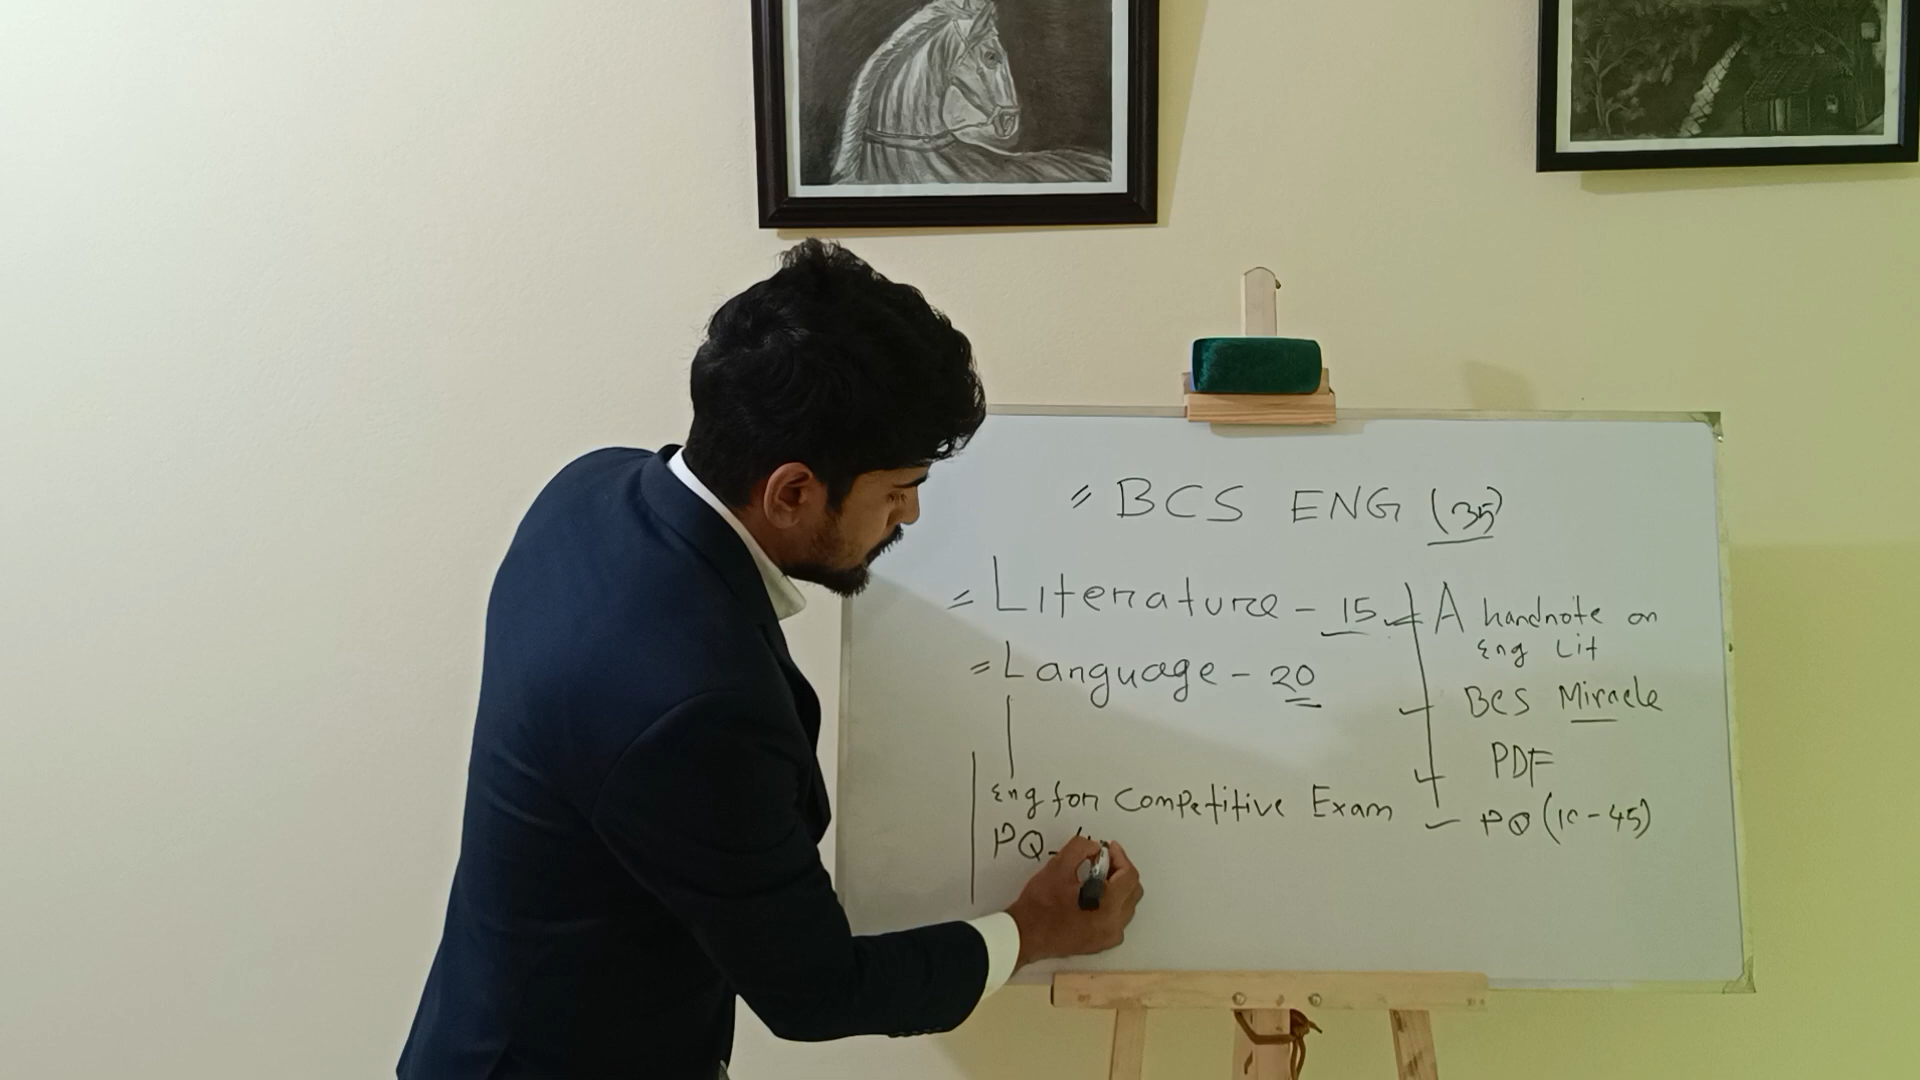 BCS ENG (35)
Literature - 15
Language - 20
Eng for Competitive Exam
PQ -
A handnote on
Eng Lit
BCS Miracle
PDF
PQ (10-45)